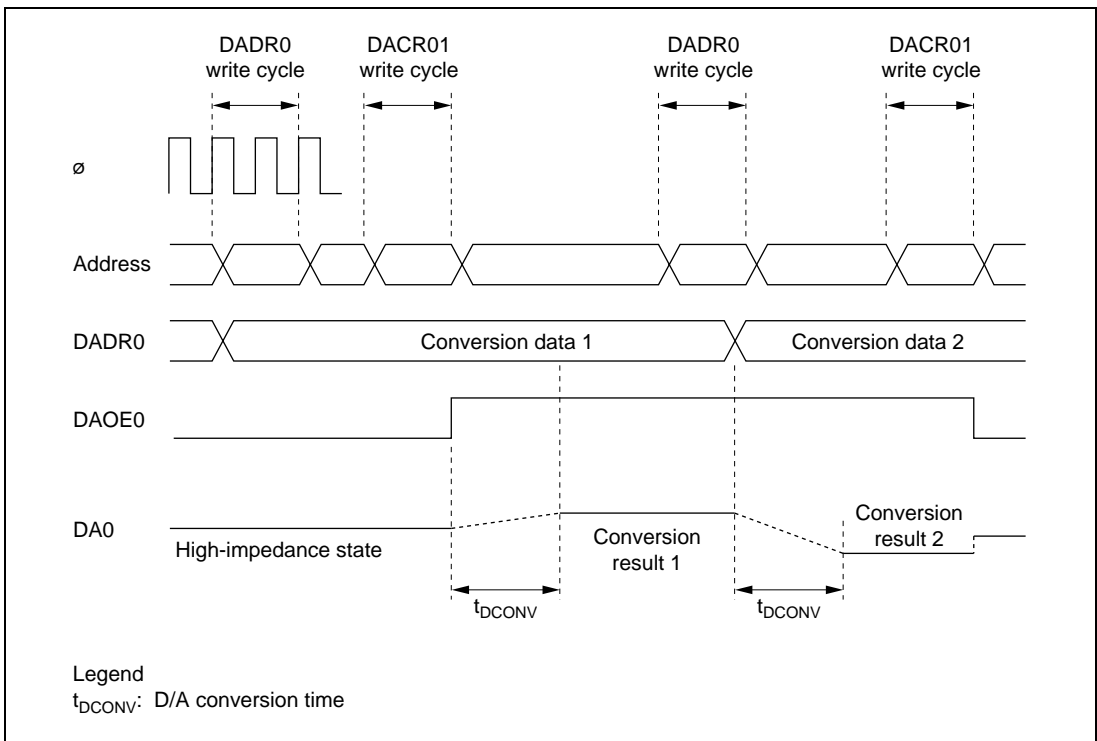 DADR0
write cycle
DACR01
write cycle
DADR0
write cycle
DACR01
write cycle
ø
Address
DADR0
Conversion data 1
Conversion data 2
DAOE0
DA0
High-impedance state
Conversion
result 1
Conversion
result 2
tDCONV
tDCONV
Legend
tDCONV: D/A conversion time